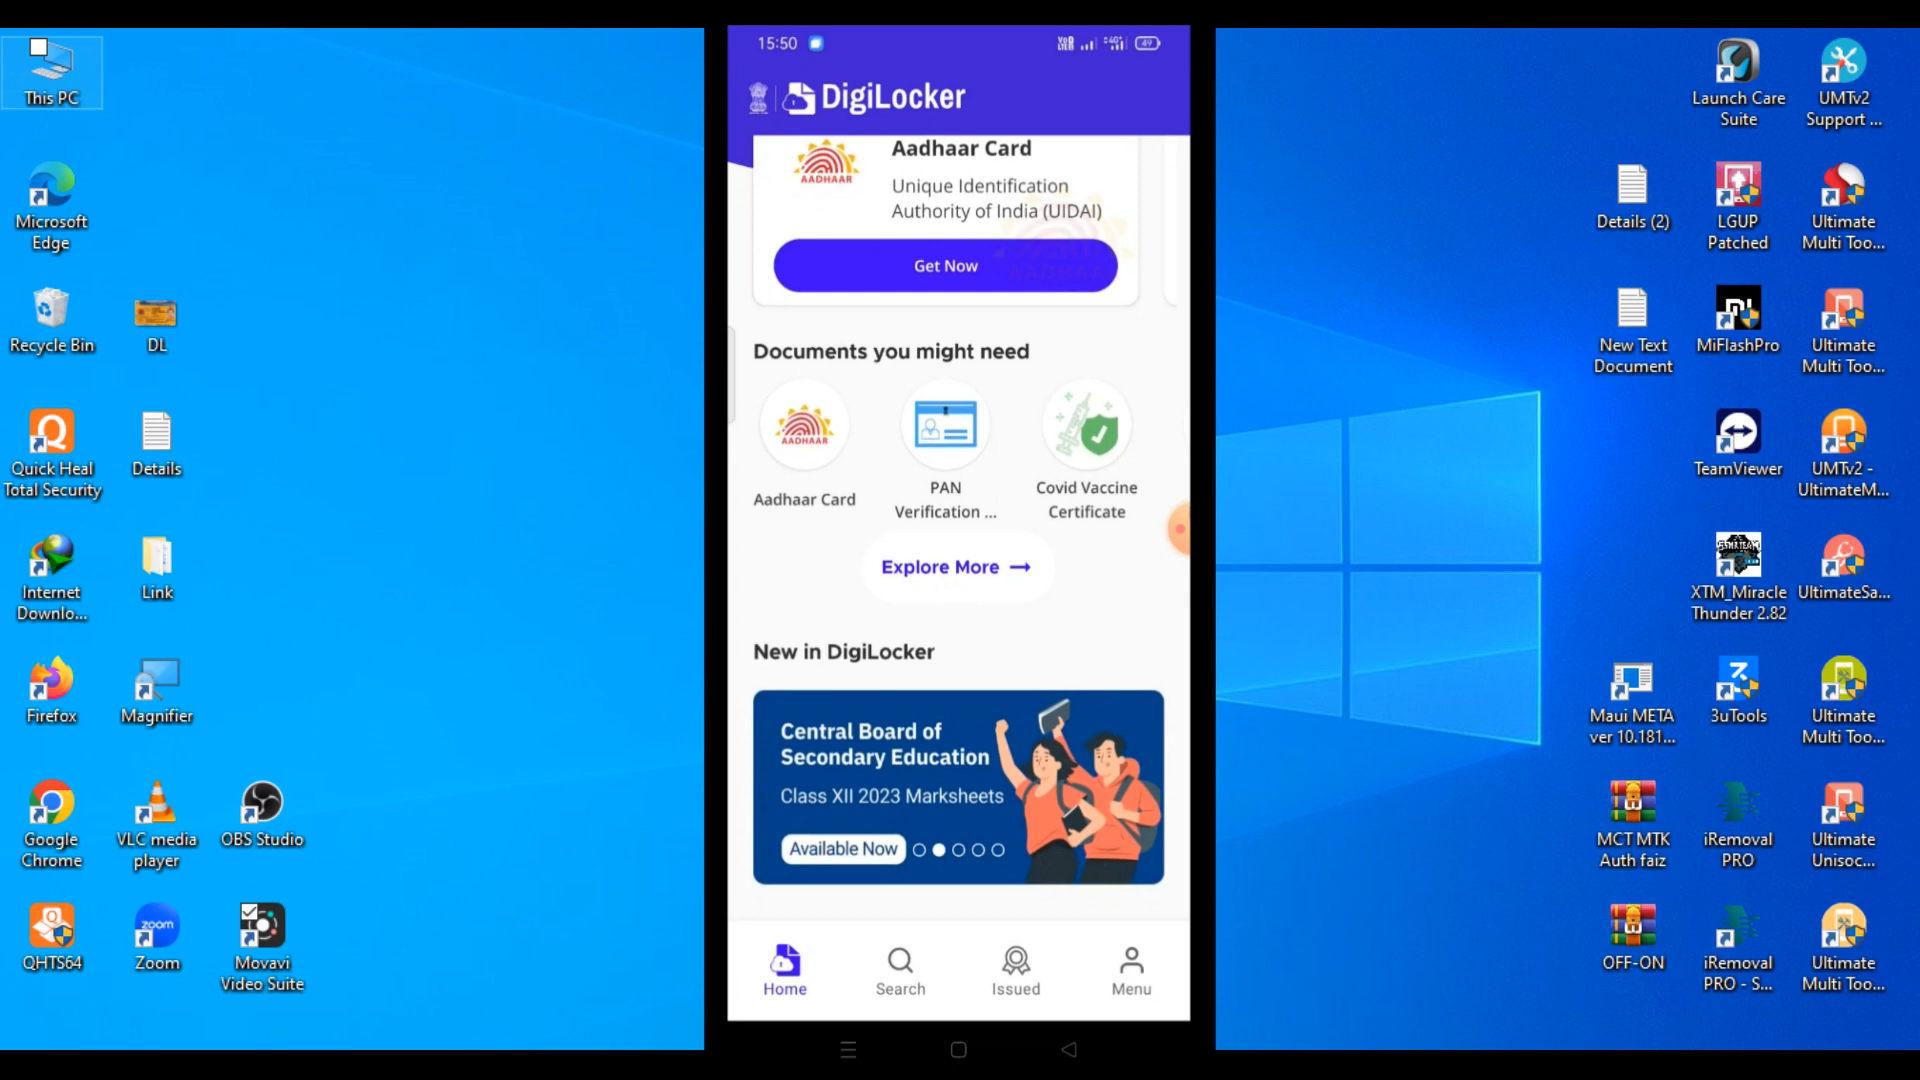 This PC
Microsoft
Edge
Recycle Bin
DL
Quick Heal
Total Security
Details
Internet
Downlo...
Link
Firefox
Magnifier
Google
Chrome
VLC media
player
OBS Studio
QHTS64
zoom
Zoom
Movavi
Video Suite
15:50
49
DigiLocker
AADHAAR
Aadhaar Card
Unique Identification
Authority of India (UIDAI)
Get Now
Documents you might need
AADHAAR
Aadhaar Card
PAN
Verification ...
Covid Vaccine
Certificate
Explore More →
New in DigiLocker
Central Board of
Secondary Education
Class XII 2023 Marksheets
Available Now
Home
Search
Issued
Menu
Launch Care
Suite
UMTv2
Support ...
Details (2)
LGUP
Patched
Ultimate
Multi Too...
New Text
Document
MiFlashPro
Ultimate
Multi Too...
TeamViewer
UMTv2 -
UltimateM...
XTM_Miracle
Thunder 2.82
UltimateSa...
Maui META
ver 10.181...
3uTools
Ultimate
Multi Too...
MCT MTK
Auth faiz
iRemoval
PRO
Ultimate
Unisoc...
OFF-ON
iRemoval
PRO - S...
Ultimate
Multi Too...